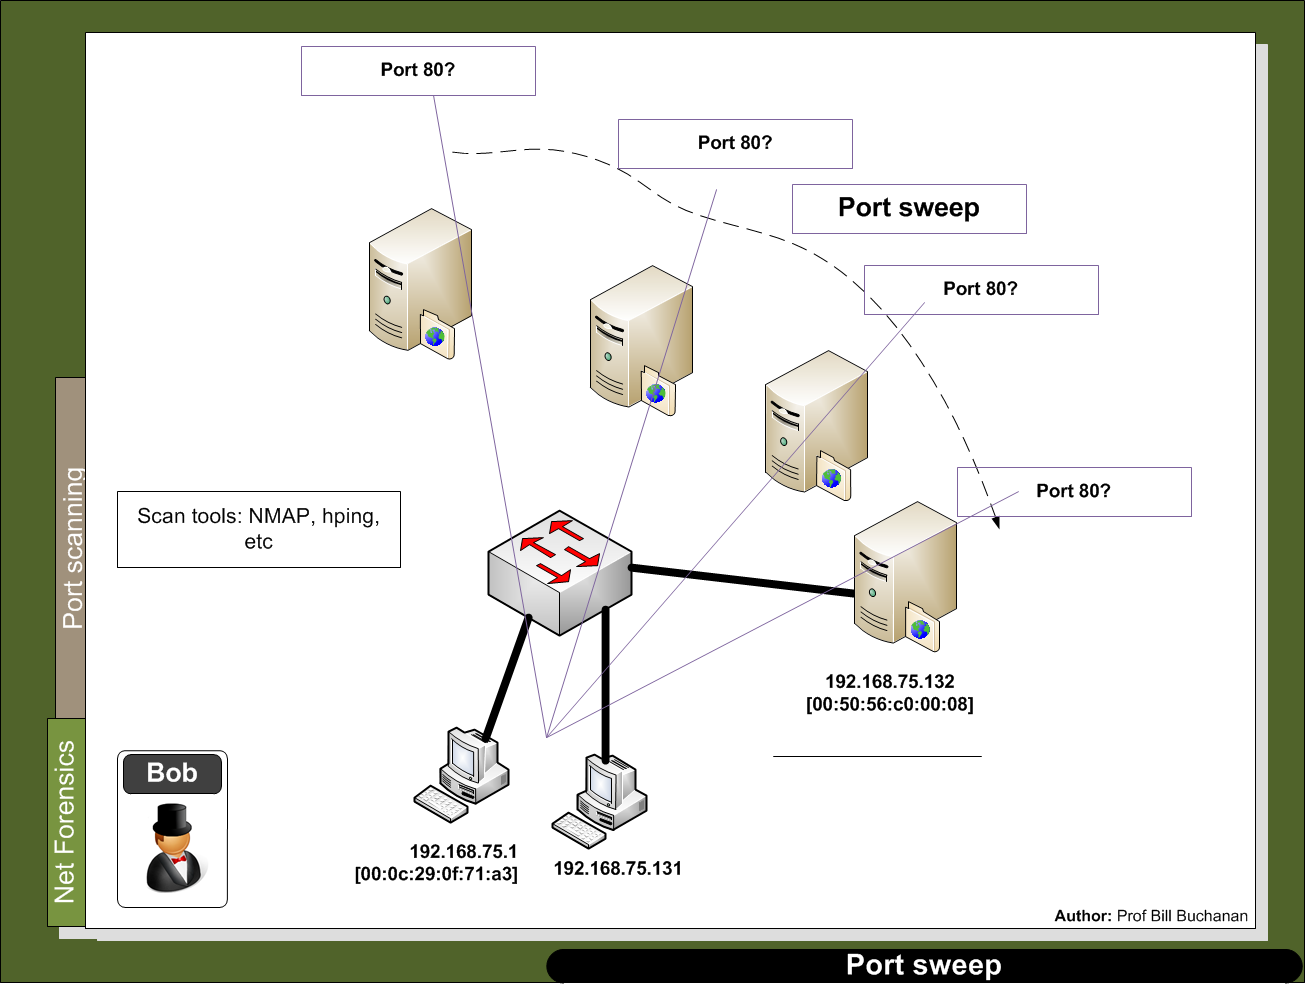 Port 80?
Port 80?
Port sweep
Port 80?
Port 80?
Scan tools: NMAP, hping,
etc
Port scanning
192.168.75.132
[00:50:56:c0:00:08]
Net Forensics
Bob
192.168.75.1
[00:0c:29:0f:71:a3]
192.168.75.131
Author: Prof Bill Buchanan
Port sweep